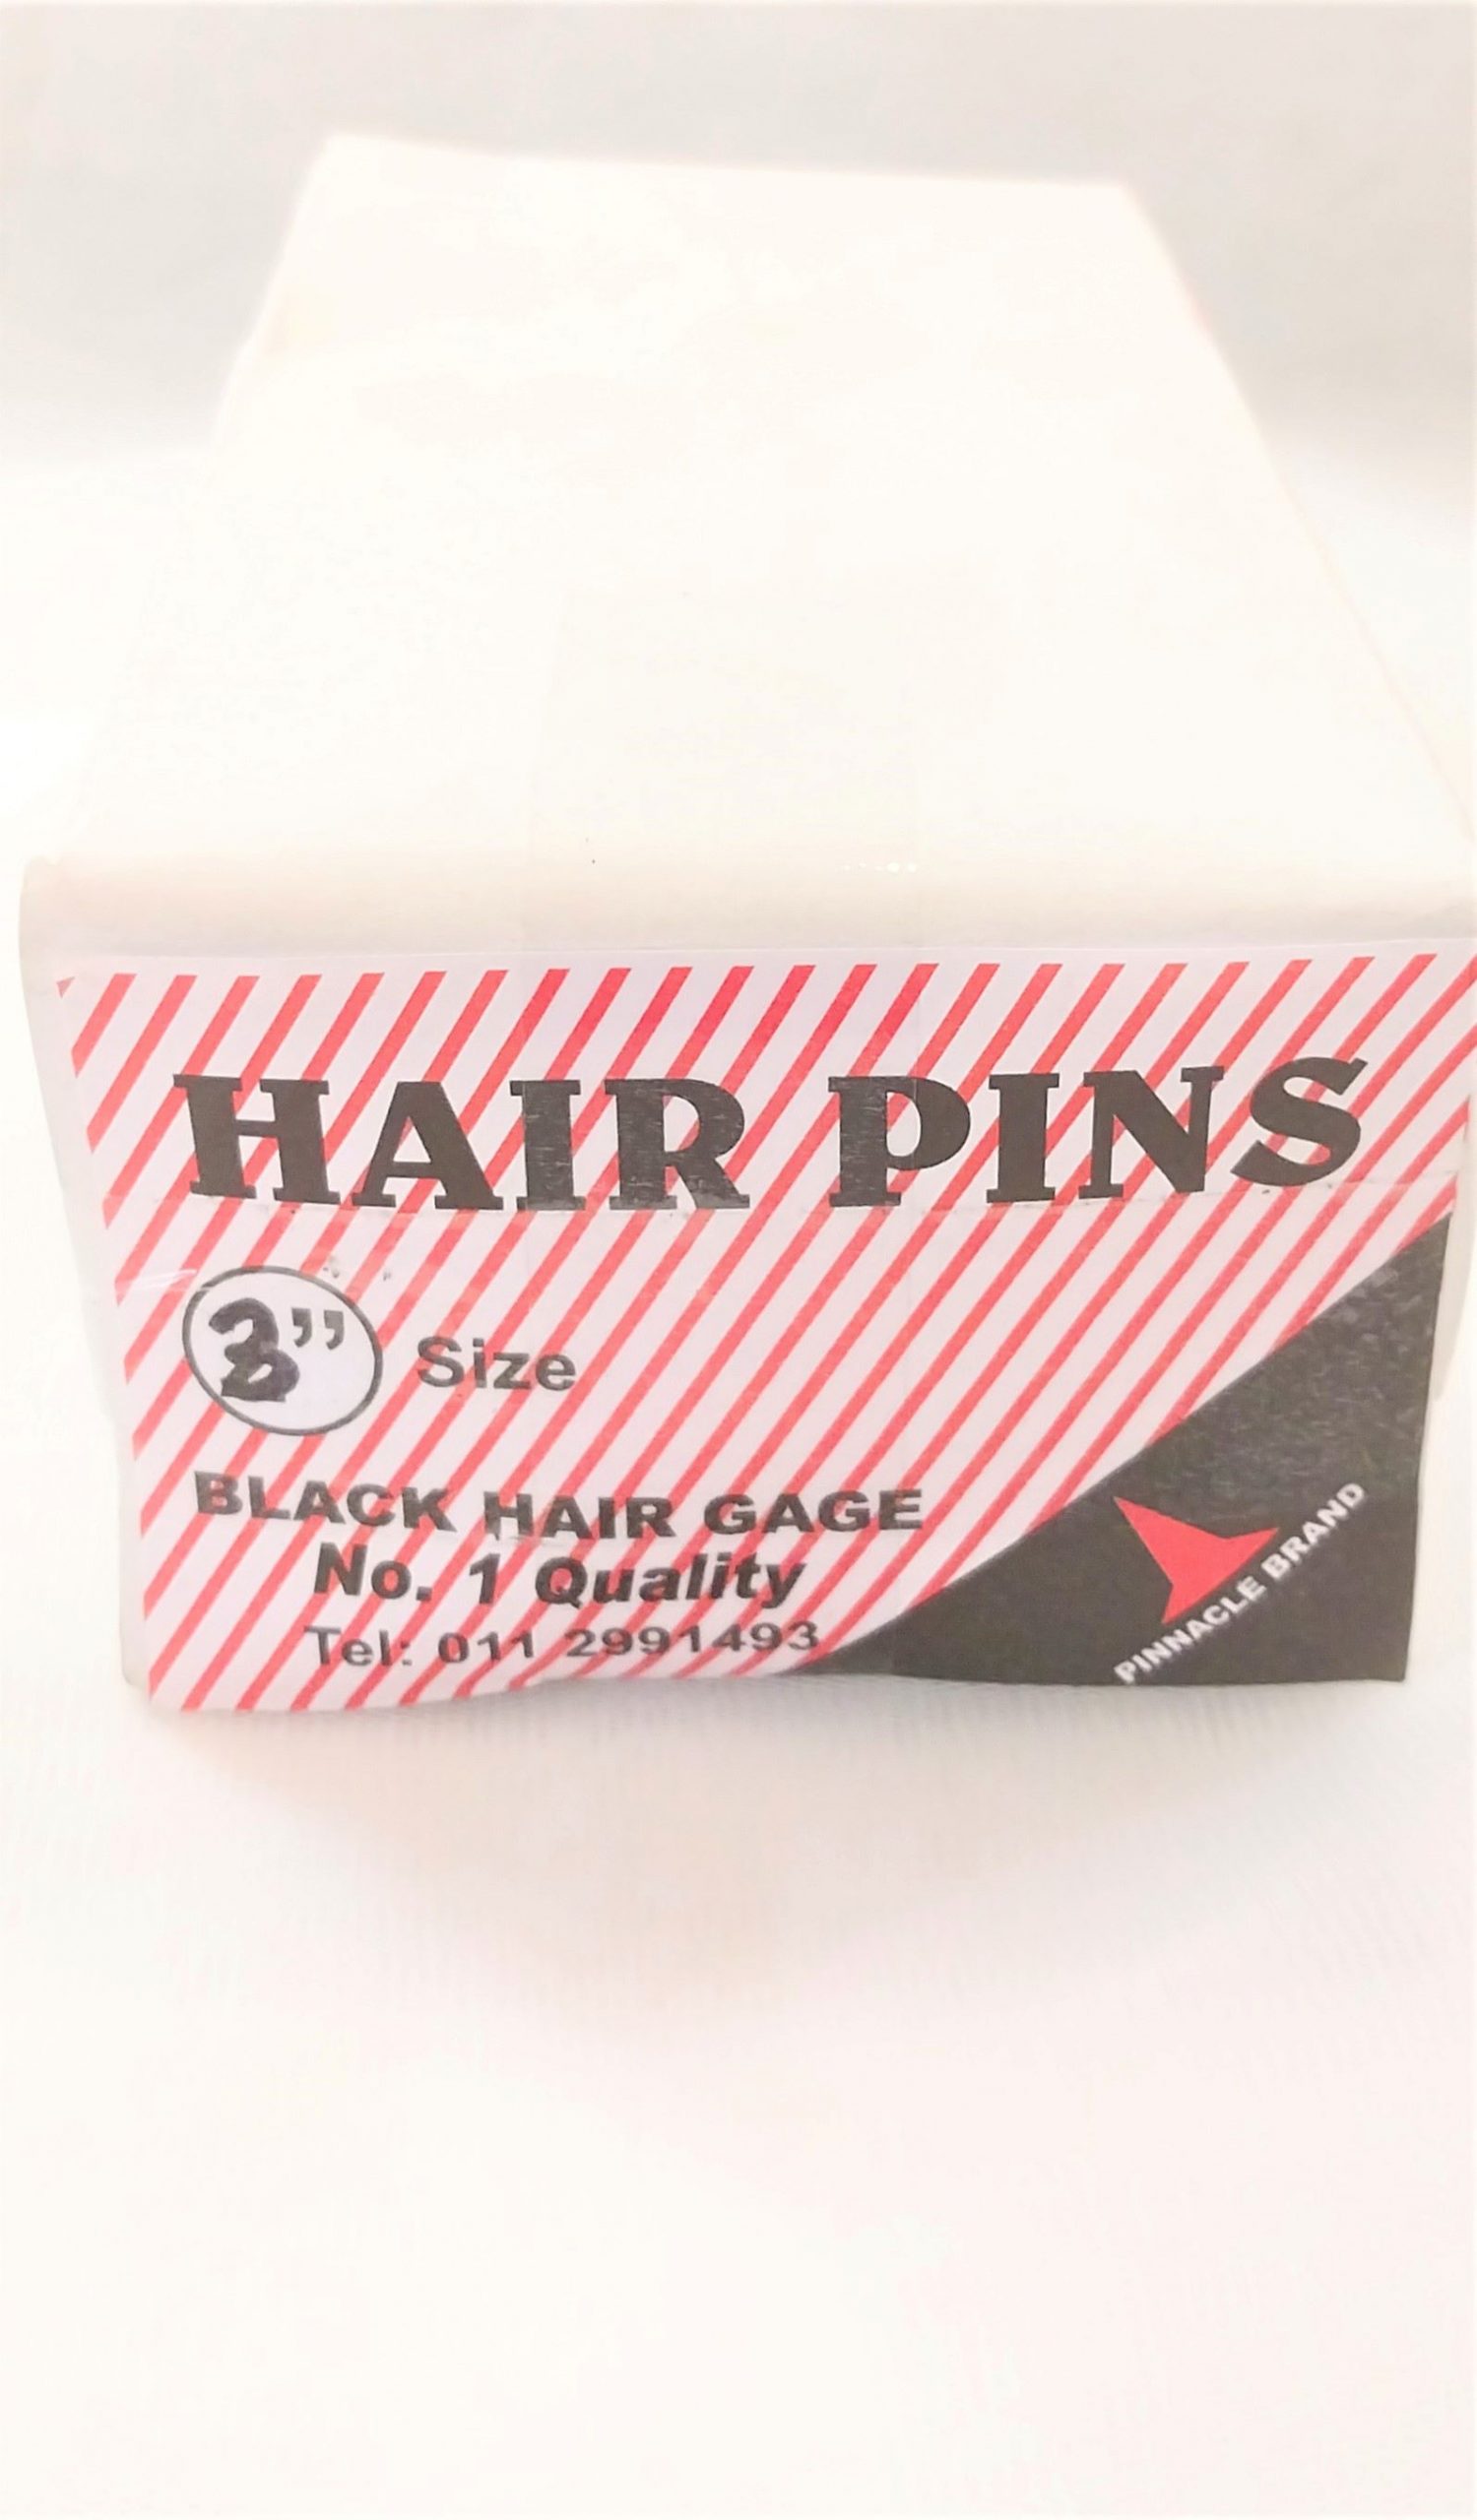 HAIR PINS
3” Size
BLACK HAIR GAGE
No. 1 Quality
Tel: 011 2991493
PINNACLE BRAND